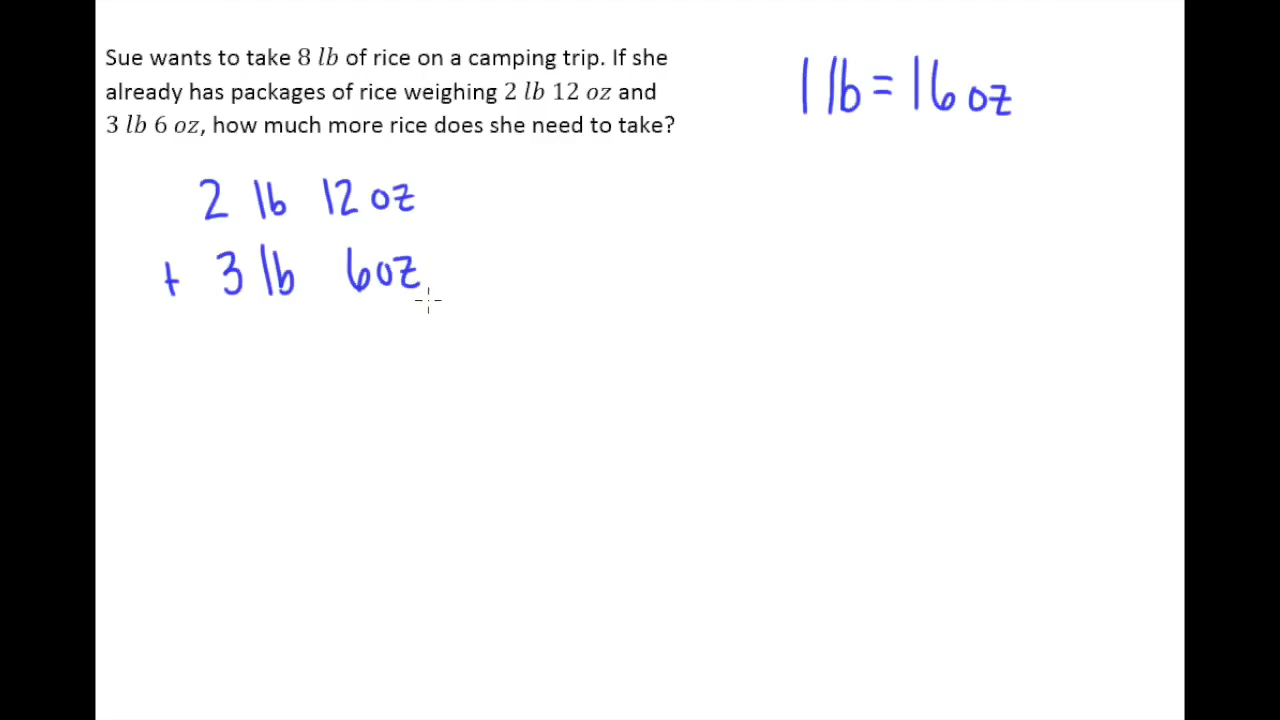 Sue wants to take 8 lb of rice on a camping trip. If she
already has packages of rice weighing 2 lb 12 oz and
3 lb 6 oz, how much more rice does she need to take?
1 lb = 16 oz
2 lb 12 oz
+ 3 lb 6 oz